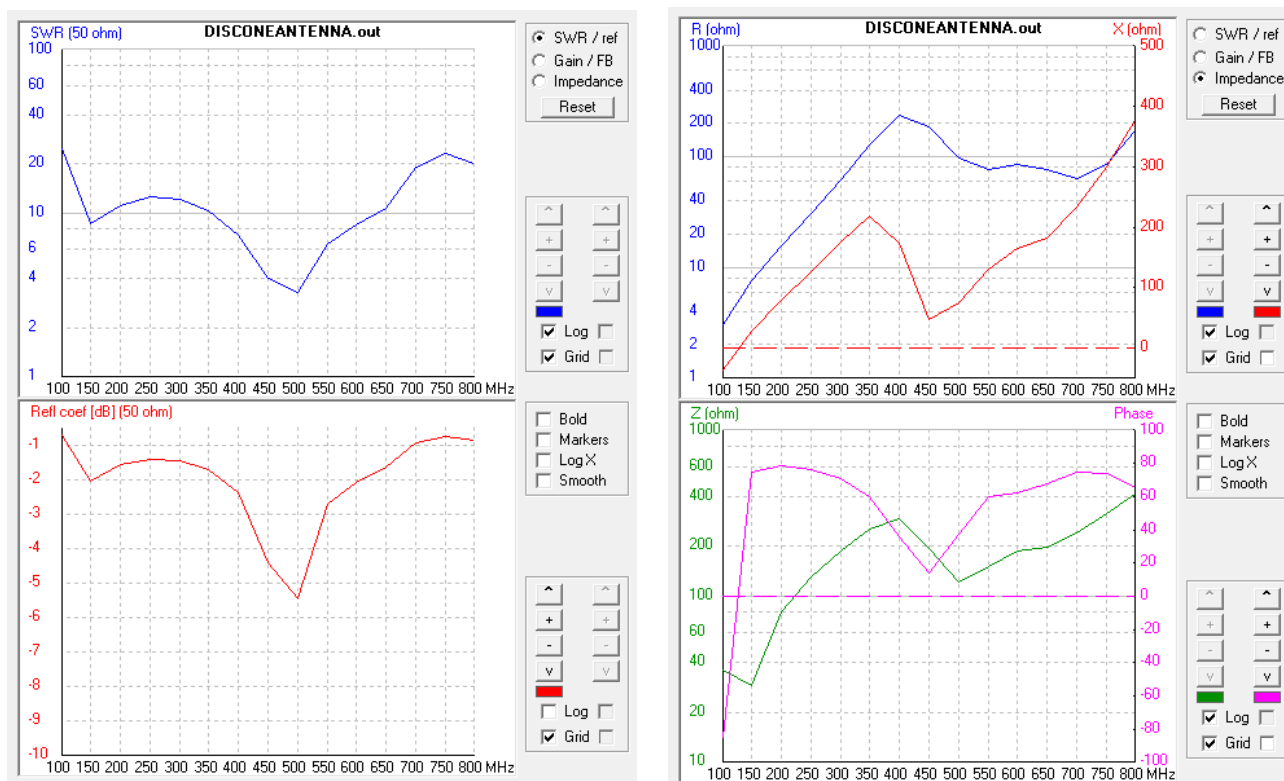 SWR (50 ohm) DISCONEANTENNA.out
100
60
40
20
10
6
4
2
1
100 150 200 250 300 350 400 450 500 550 600 650 700 750 800 MHz
Refl coef [dB] (50 ohm)
-1
-2
-3
-4
-5
-6
-7
-8
-9
-10
100 150 200 250 300 350 400 450 500 550 600 650 700 750 800 MHz
SWR / ref
Gain / FB
Impedance
Reset
^ ^
+ +
- -
v v
Log
Grid
Bold
Markers
Log X
Smooth
^ ^
+ +
- -
v v
Log
Grid
R (ohm) DISCONEANTENNA.out X (ohm)
1000 500
400 400
200
100 300
40 200
20
10 100
4
2 0
1
100 150 200 250 300 350 400 450 500 550 600 650 700 750 800 MHz
Z (ohm) Phase
1000 100
600 80
400 60
200 40
20
100 0
60 -20
40 -40
20 -60
-80
10 -100
100 150 200 250 300 350 400 450 500 550 600 650 700 750 800 MHz
SWR / ref
Gain / FB
Impedance
Reset
^ ^
+ +
- -
v v
Log
Grid
Bold
Markers
Log X
Smooth
^ ^
+ +
- -
v v
Log
Grid